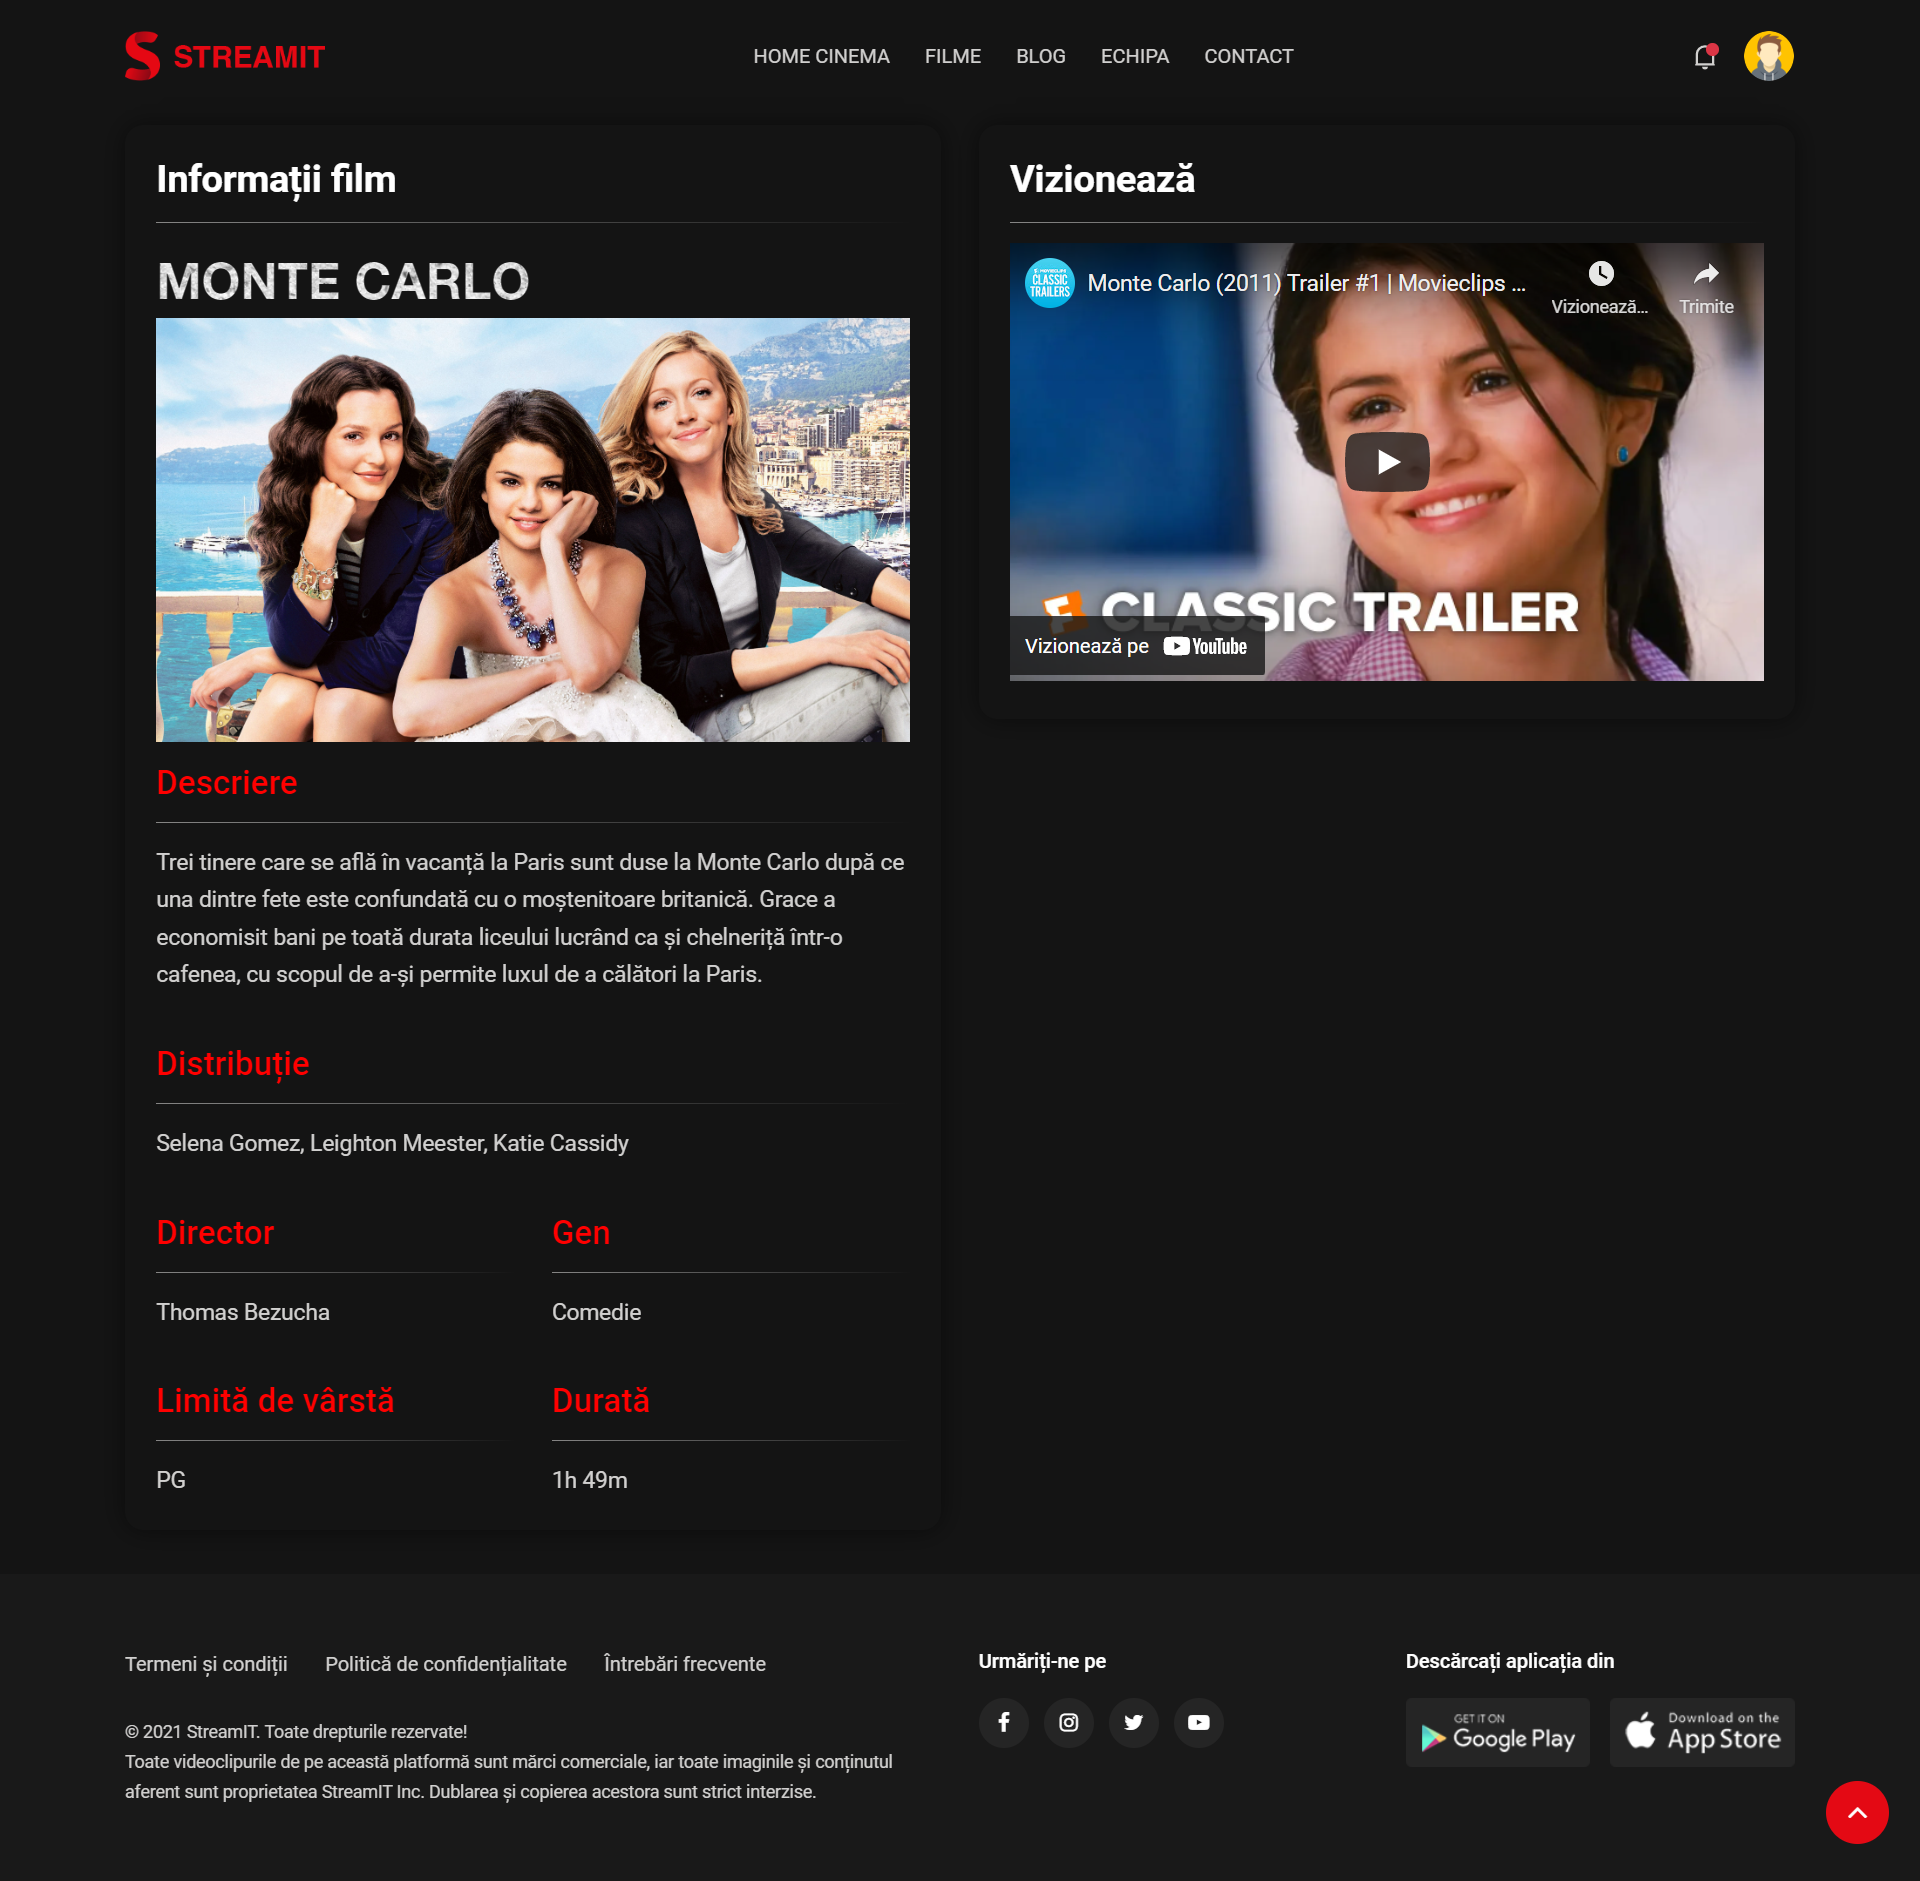 STREAMIT
HOME CINEMA
FILME
BLOG
ECHIPA
CONTACT
Informații film
MONTE CARLO
Descriere
Trei tinere care se află în vacanță la Paris sunt duse la Monte Carlo după ce
una dintre fete este confundată cu o moștenitoare britanică. Grace a
economisit bani pe toată durata liceului lucrând ca și chelneriță într-o
cafenea, cu scopul de a-și permite luxul de a călători la Paris.
Distribuție
Selena Gomez, Leighton Meester, Katie Cassidy
Director
Thomas Bezucha
Gen
Comedie
Limită de vârstă
PG
Durată
1h 49m
Vizionează
MOVIECLIPS
CLASSIC
TRAILERS
Monte Carlo (2011) Trailer #1 | Movieclips ...
Vizionează...
Trimite
CLASSIC TRAILER
Vizionează pe YouTube
Termeni și condiții
Politică de confidențialitate
Întrebări frecvente
© 2021 StreamIT. Toate drepturile rezervate!
Toate videoclipurile de pe această platformă sunt mărci comerciale, iar toate imaginile și conținutul
aferent sunt proprietatea StreamIT Inc. Dublarea și copierea acestora sunt strict interzise.
Urmăriți-ne pe
Descărcați aplicația din
GET IT ON
Google Play
Download on the
App Store